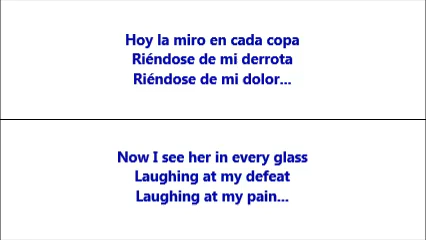 Hoy la miro en cada copa
Riéndose de mi derrota
Riéndose de mi dolor...
Now I see her in every glass
Laughing at my defeat
Laughing at my pain...